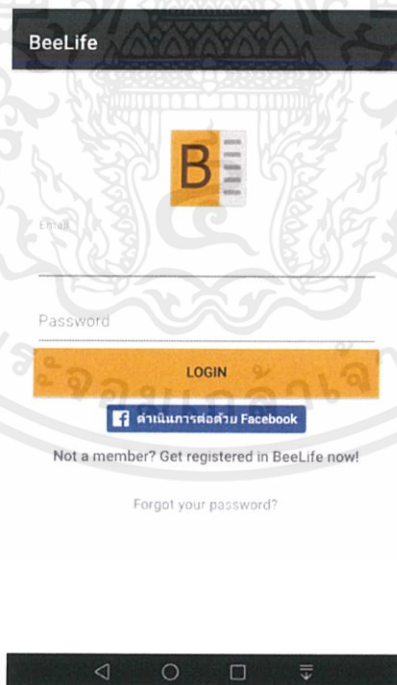 BeeLife
B
Email
Password
LOGIN
ดำเนินการต่อด้วย Facebook
Not a member? Get registered in BeeLife now!
Forgot your password?